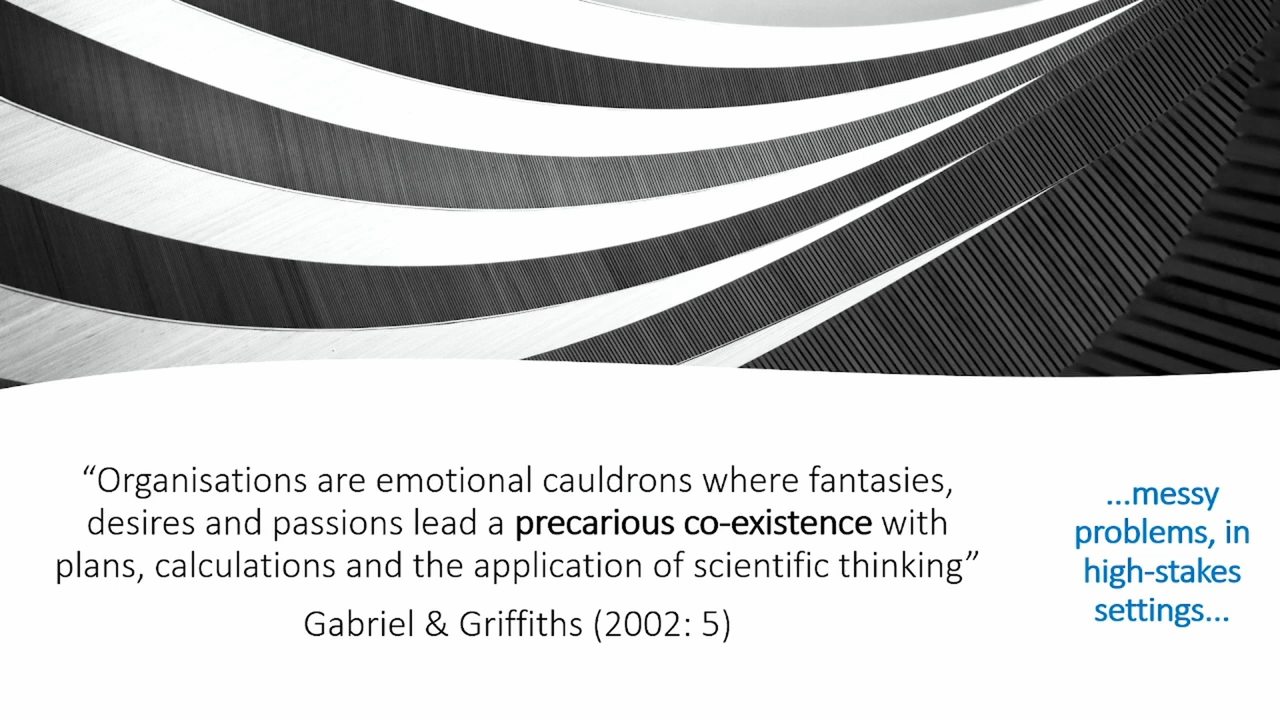 “Organisations are emotional cauldrons where fantasies,
desires and passions lead a precarious co-existence with
plans, calculations and the application of scientific thinking”
Gabriel & Griffiths (2002: 5)
...messy
problems, in
high-stakes
settings...